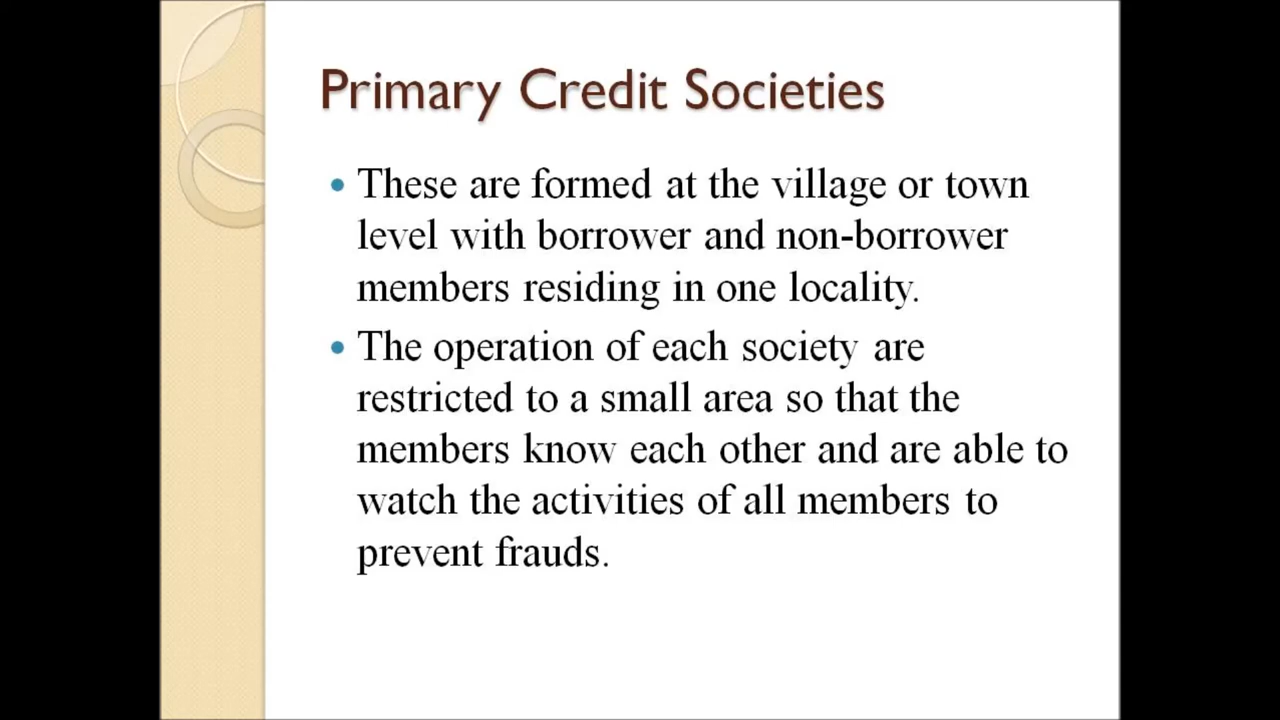 Primary Credit Societies
• These are formed at the village or town
level with borrower and non-borrower
members residing in one locality.
• The operation of each society are
restricted to a small area so that the
members know each other and are able to
watch the activities of all members to
prevent frauds.